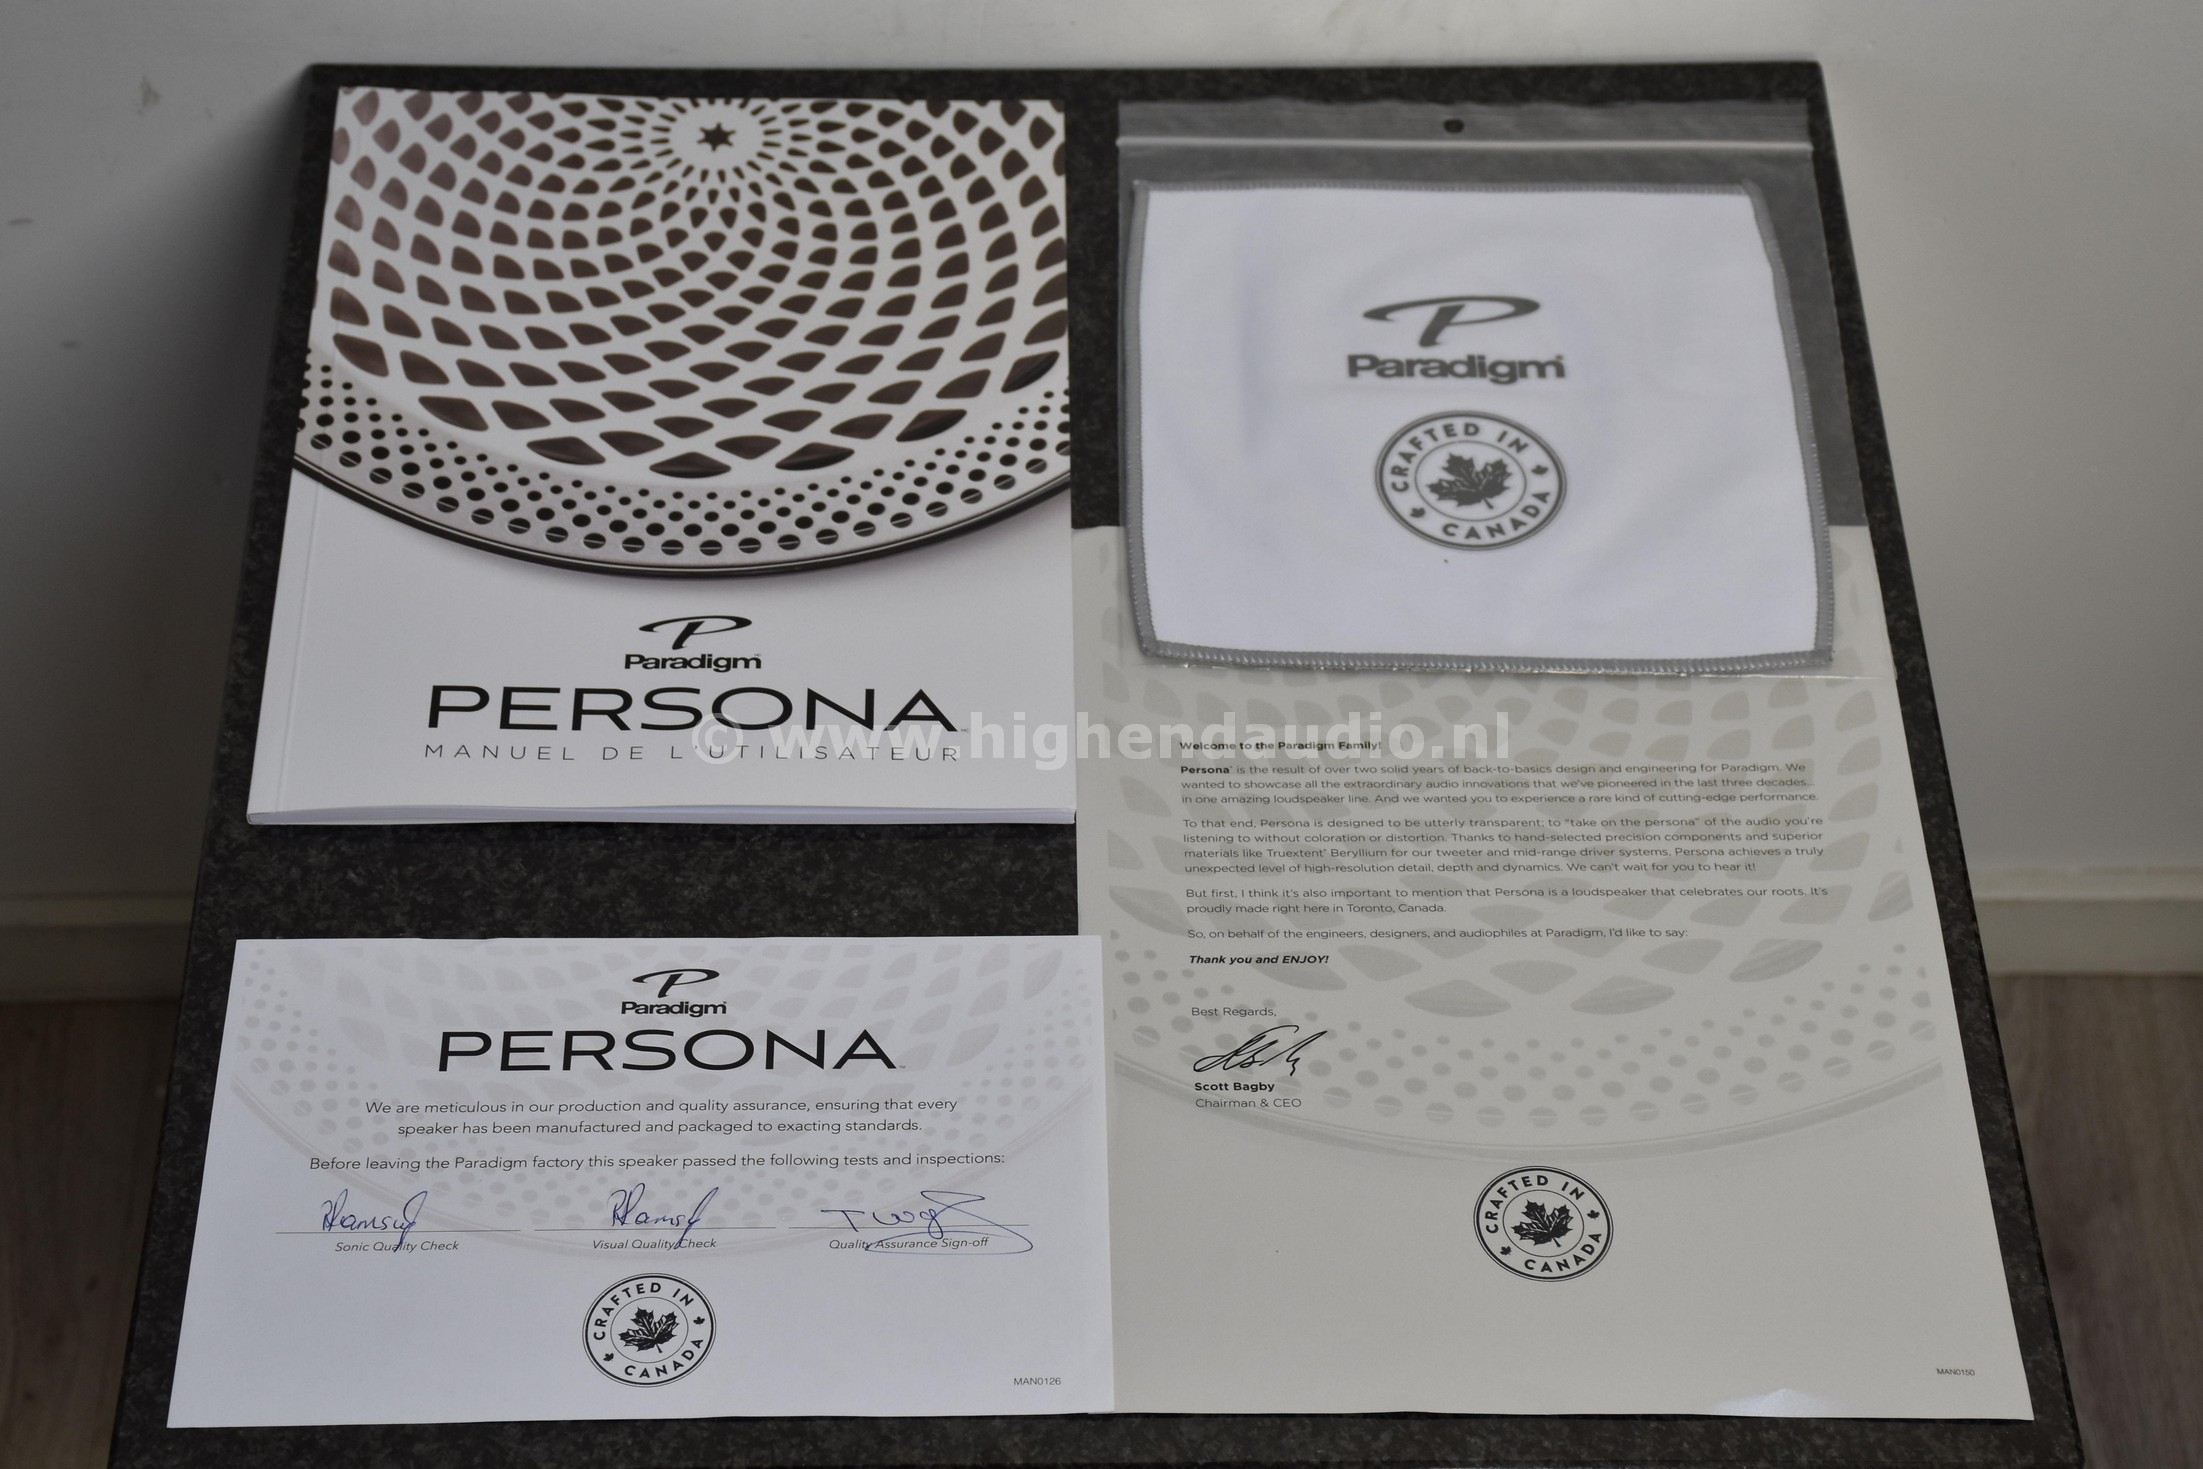 Paradigm
PERSONA
MANUEL DE L'UTILISATEUR
Paradigm
CRAFTED IN
CANADA
© www.highendaudio.nl
Welcome to the Paradigm Family!
Persona® is the result of over two solid years of back-to-basics design and engineering for Paradigm. We
wanted to showcase all the extraordinary audio innovations that we've pioneered in the last three decades...
in one amazing loudspeaker line. And we wanted you to experience a rare kind of cutting-edge performance.
To that end, Persona is designed to be utterly transparent; to "take on the persona" of the audio you're
listening to without coloration or distortion. Thanks to hand-selected precision components and superior
materials like Truextent® Beryllium for our tweeter and mid-range driver systems, Persona achieves a truly
unexpected level of high-resolution detail, depth and dynamics. We can't wait for you to hear it!
But first, I think it's also important to mention that Persona is a loudspeaker that celebrates our roots. It's
proudly made right here in Toronto, Canada.
So, on behalf of the engineers, designers, and audiophiles at Paradigm, I'd like to say:
Thank you and ENJOY!
Best Regards,
Scott Bagby
Chairman & CEO
CRAFTED IN
CANADA
MAN0150
Paradigm
PERSONA™
We are meticulous in our production and quality assurance, ensuring that every
speaker has been manufactured and packaged to exacting standards.
Before leaving the Paradigm factory this speaker passed the following tests and inspections:
Sonic Quality Check
Visual Quality Check
Quality Assurance Sign-off
CRAFTED IN
CANADA
MAN0126